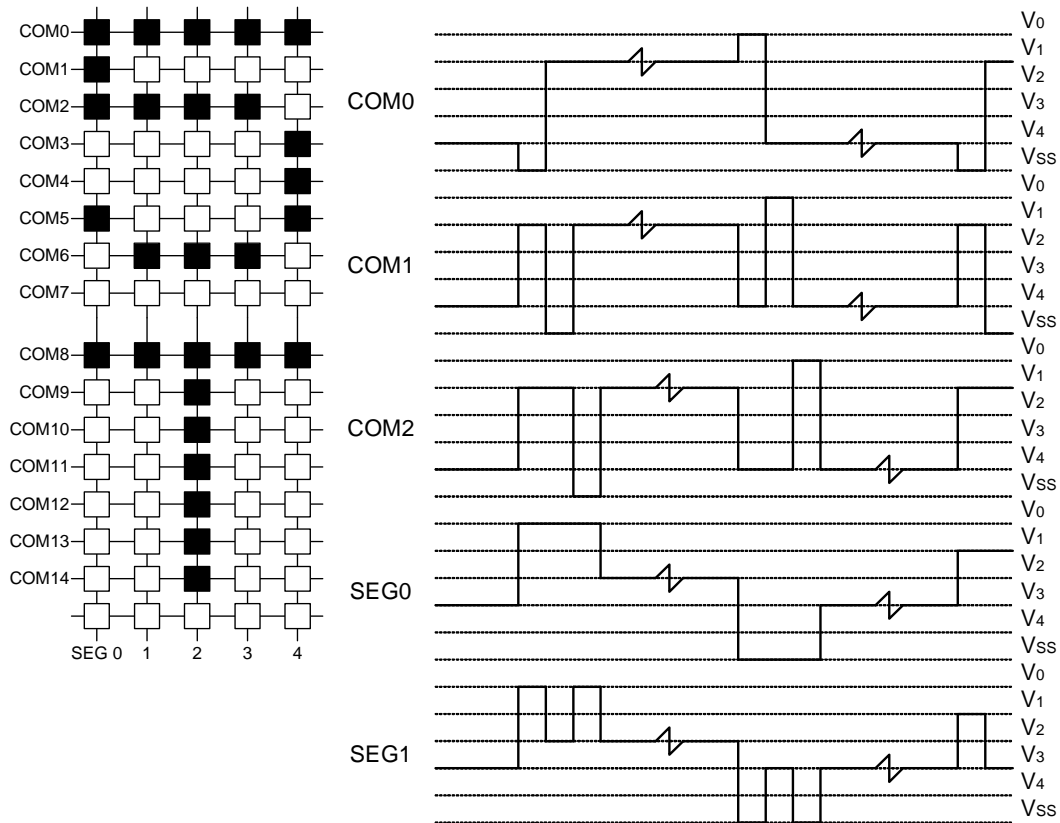 COM0
COM1
COM2
COM3
COM4
COM5
COM6
COM7
COM8
COM9
COM10
COM11
COM12
COM13
COM14
SEG 0 1 2 3 4
COM0
V0
V1
V2
V3
V4
VSS
COM1
V0
V1
V2
V3
V4
VSS
COM2
V0
V1
V2
V3
V4
VSS
SEG0
V0
V1
V2
V3
V4
VSS
SEG1
V0
V1
V2
V3
V4
VSS